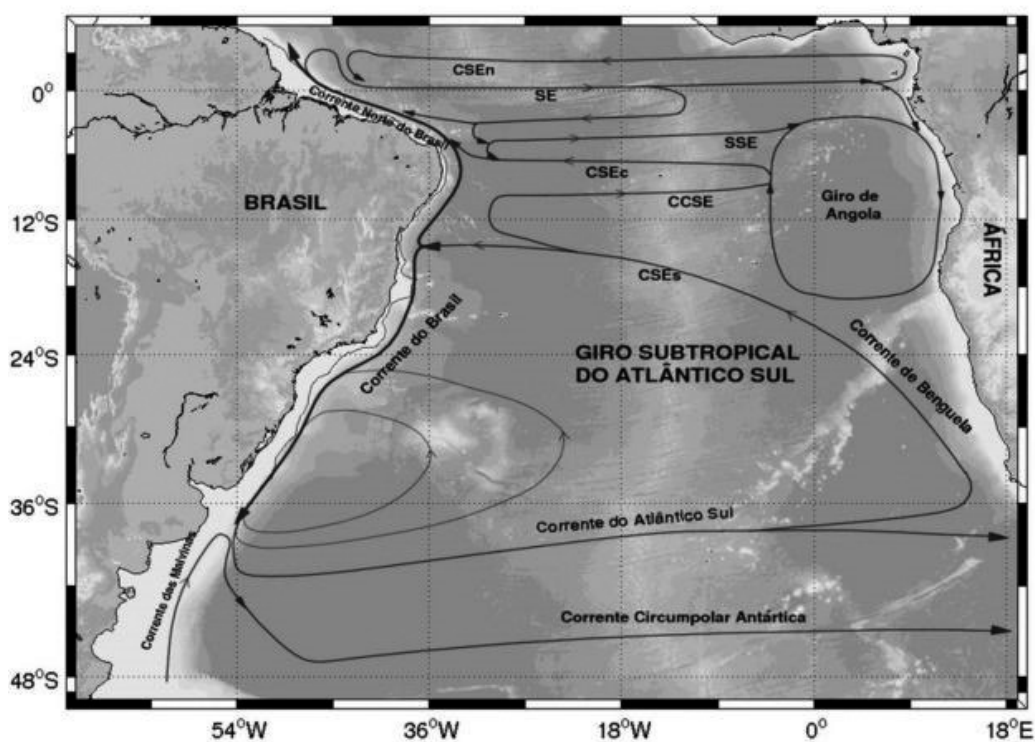 CSEn
0°
SE
Corrente Norte do Brasil
SSE
CSEc
BRASIL
CCSE
Giro de
Angola
12°S
ÁFRICA
CSEs
Corrente do Brasil
24°S
GIRO SUBTROPICAL
DO ATLÂNTICO SUL
Corrente de Benguela
36°S
Corrente do Atlântico Sul
Corrente das Malvinas
Corrente Circumpolar Antártica
48°S
54°W
36°W
18°W
0°
18°E